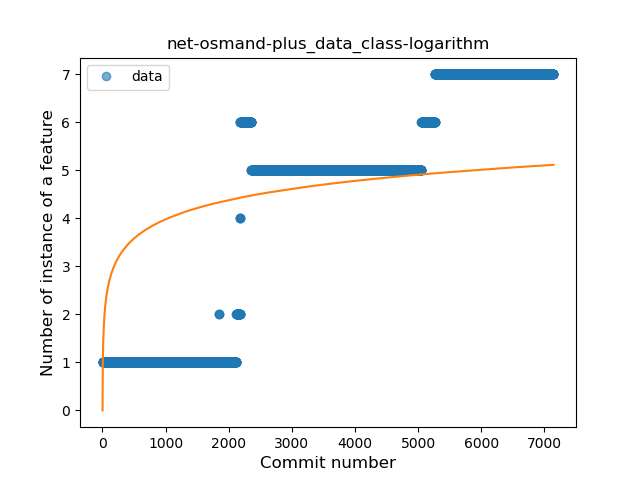 net-osmand-plus_data_class-logarithm
data
Number of instance of a feature
7
6
5
4
3
2
1
0
0 1000 2000 3000 4000 5000 6000 7000
Commit number